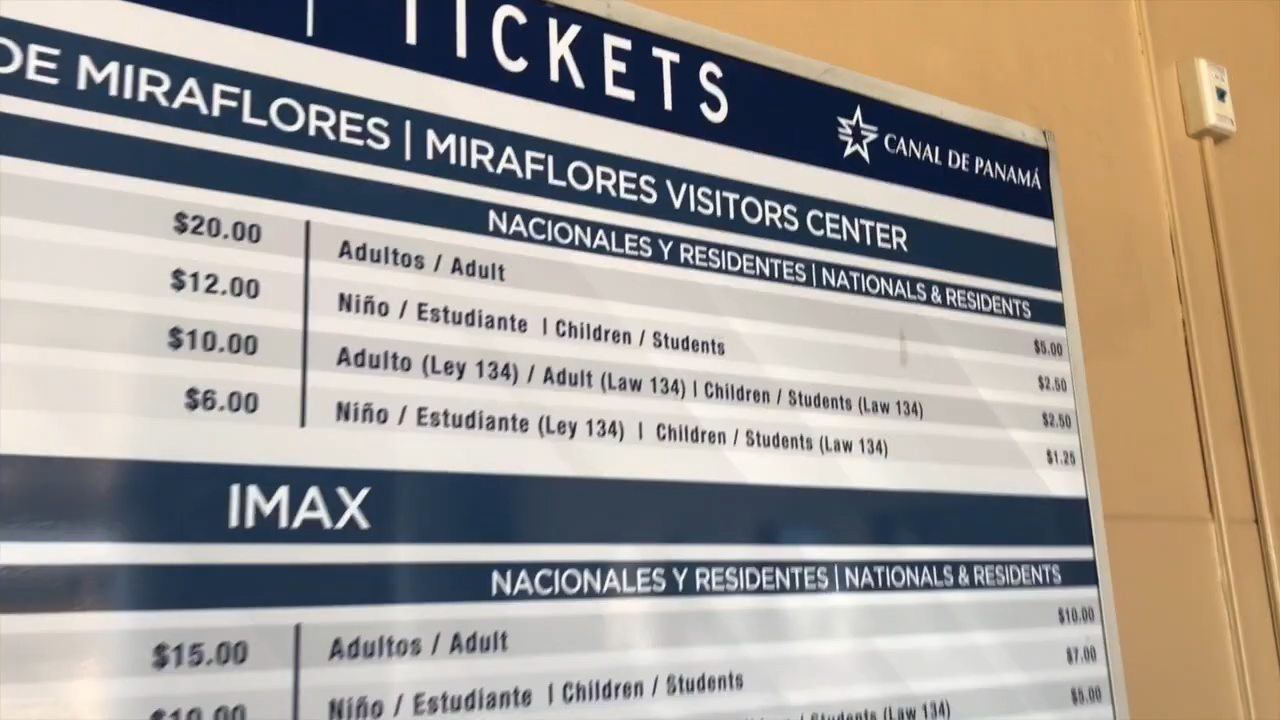 TICKETS
CANAL DE PANAMÁ
DE MIRAFLORES | MIRAFLORES VISITORS CENTER
NACIONALES Y RESIDENTES | NATIONALS & RESIDENTS
$20.00 Adultos / Adult $5.00
$12.00 Niño / Estudiante | Children / Students $2.50
$10.00 Adulto (Ley 134) / Adult (Law 134) | Children / Students (Law 134) $2.50
$6.00 Niño / Estudiante (Ley 134) | Children / Students (Law 134) $1.25
IMAX
NACIONALES Y RESIDENTES | NATIONALS & RESIDENTS
$15.00 Adultos / Adult $10.00
$10.00 Niño / Estudiante | Children / Students $7.00
Students (Law 134) $5.00